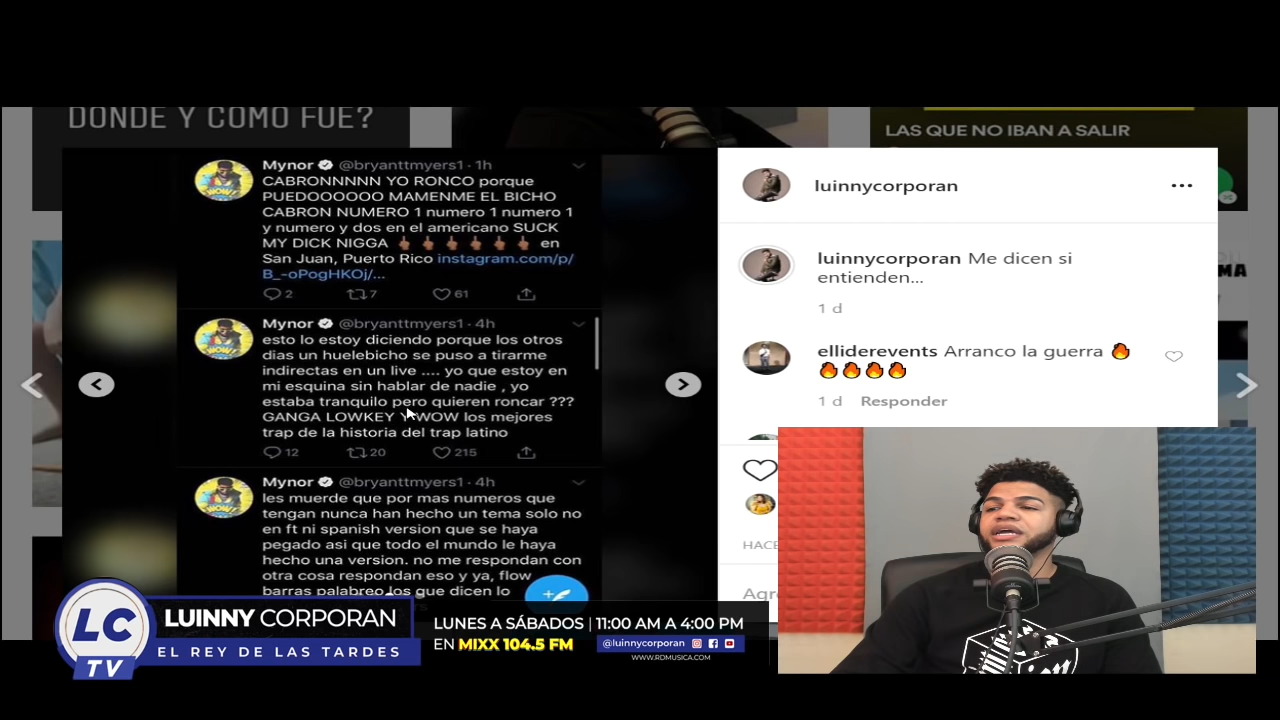 DONDE Y COMO FUE?
LAS QUE NO IBAN A SALIR
Mynor @bryanttmyers1 · 1h
CABRONNNNN YO RONCO porque
PUEDOOOOOO MAMENME EL BICHO
CABRON NUMERO 1 numero 1 numero 1
y numero y dos en el americano SUCK
MY DICK NIGGA 🖕🏽🖕🏽🖕🏽🖕🏽🖕🏽🖕🏽 en
San Juan, Puerto Rico instagram.com/p/
B_-oPogHKOj/...
2 7 61
Mynor @bryanttmyers1 · 4h
esto lo estoy diciendo porque los otros
dias un huelebicho se puso a tirarme
indirectas en un live .... yo que estoy en
mi esquina sin hablar de nadie , yo
estaba tranquilo pero quieren roncar ???
GANGA LOWKEY Y WOW los mejores
trap de la historia del trap latino
12 20 215
Mynor @bryanttmyers1 · 4h
les muerde que por mas numeros que
tengan nunca han hecho un tema solo no
en ft ni spanish version que se haya
pegado asi que todo el mundo le haya
hecho una version. no me respondan con
otra cosa respondan eso y ya, flow
barras palabreo los que dicen lo
luinnycorporan
luinnycorporan Me dicen si
entienden...
1 d
elliderevents Arranco la guerra 🔥
🔥🔥🔥🔥
1 d Responder
HACE
Agre
MA
LC
TV
LUINNY CORPORAN
EL REY DE LAS TARDES
LUNES A SÁBADOS | 11:00 AM A 4:00 PM
EN MIXX 104.5 FM
@luinnycorporan
WWW.RDMUSICA.COM